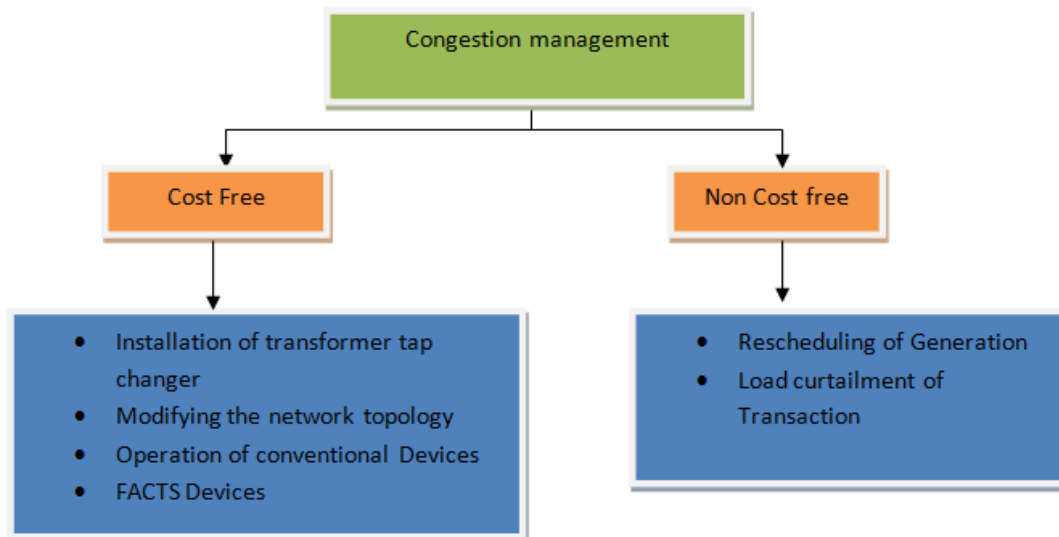 Congestion management
Cost Free
Non Cost free
• Installation of transformer tap
changer
• Modifying the network topology
• Operation of conventional Devices
• FACTS Devices
• Rescheduling of Generation
• Load curtailment of
Transaction